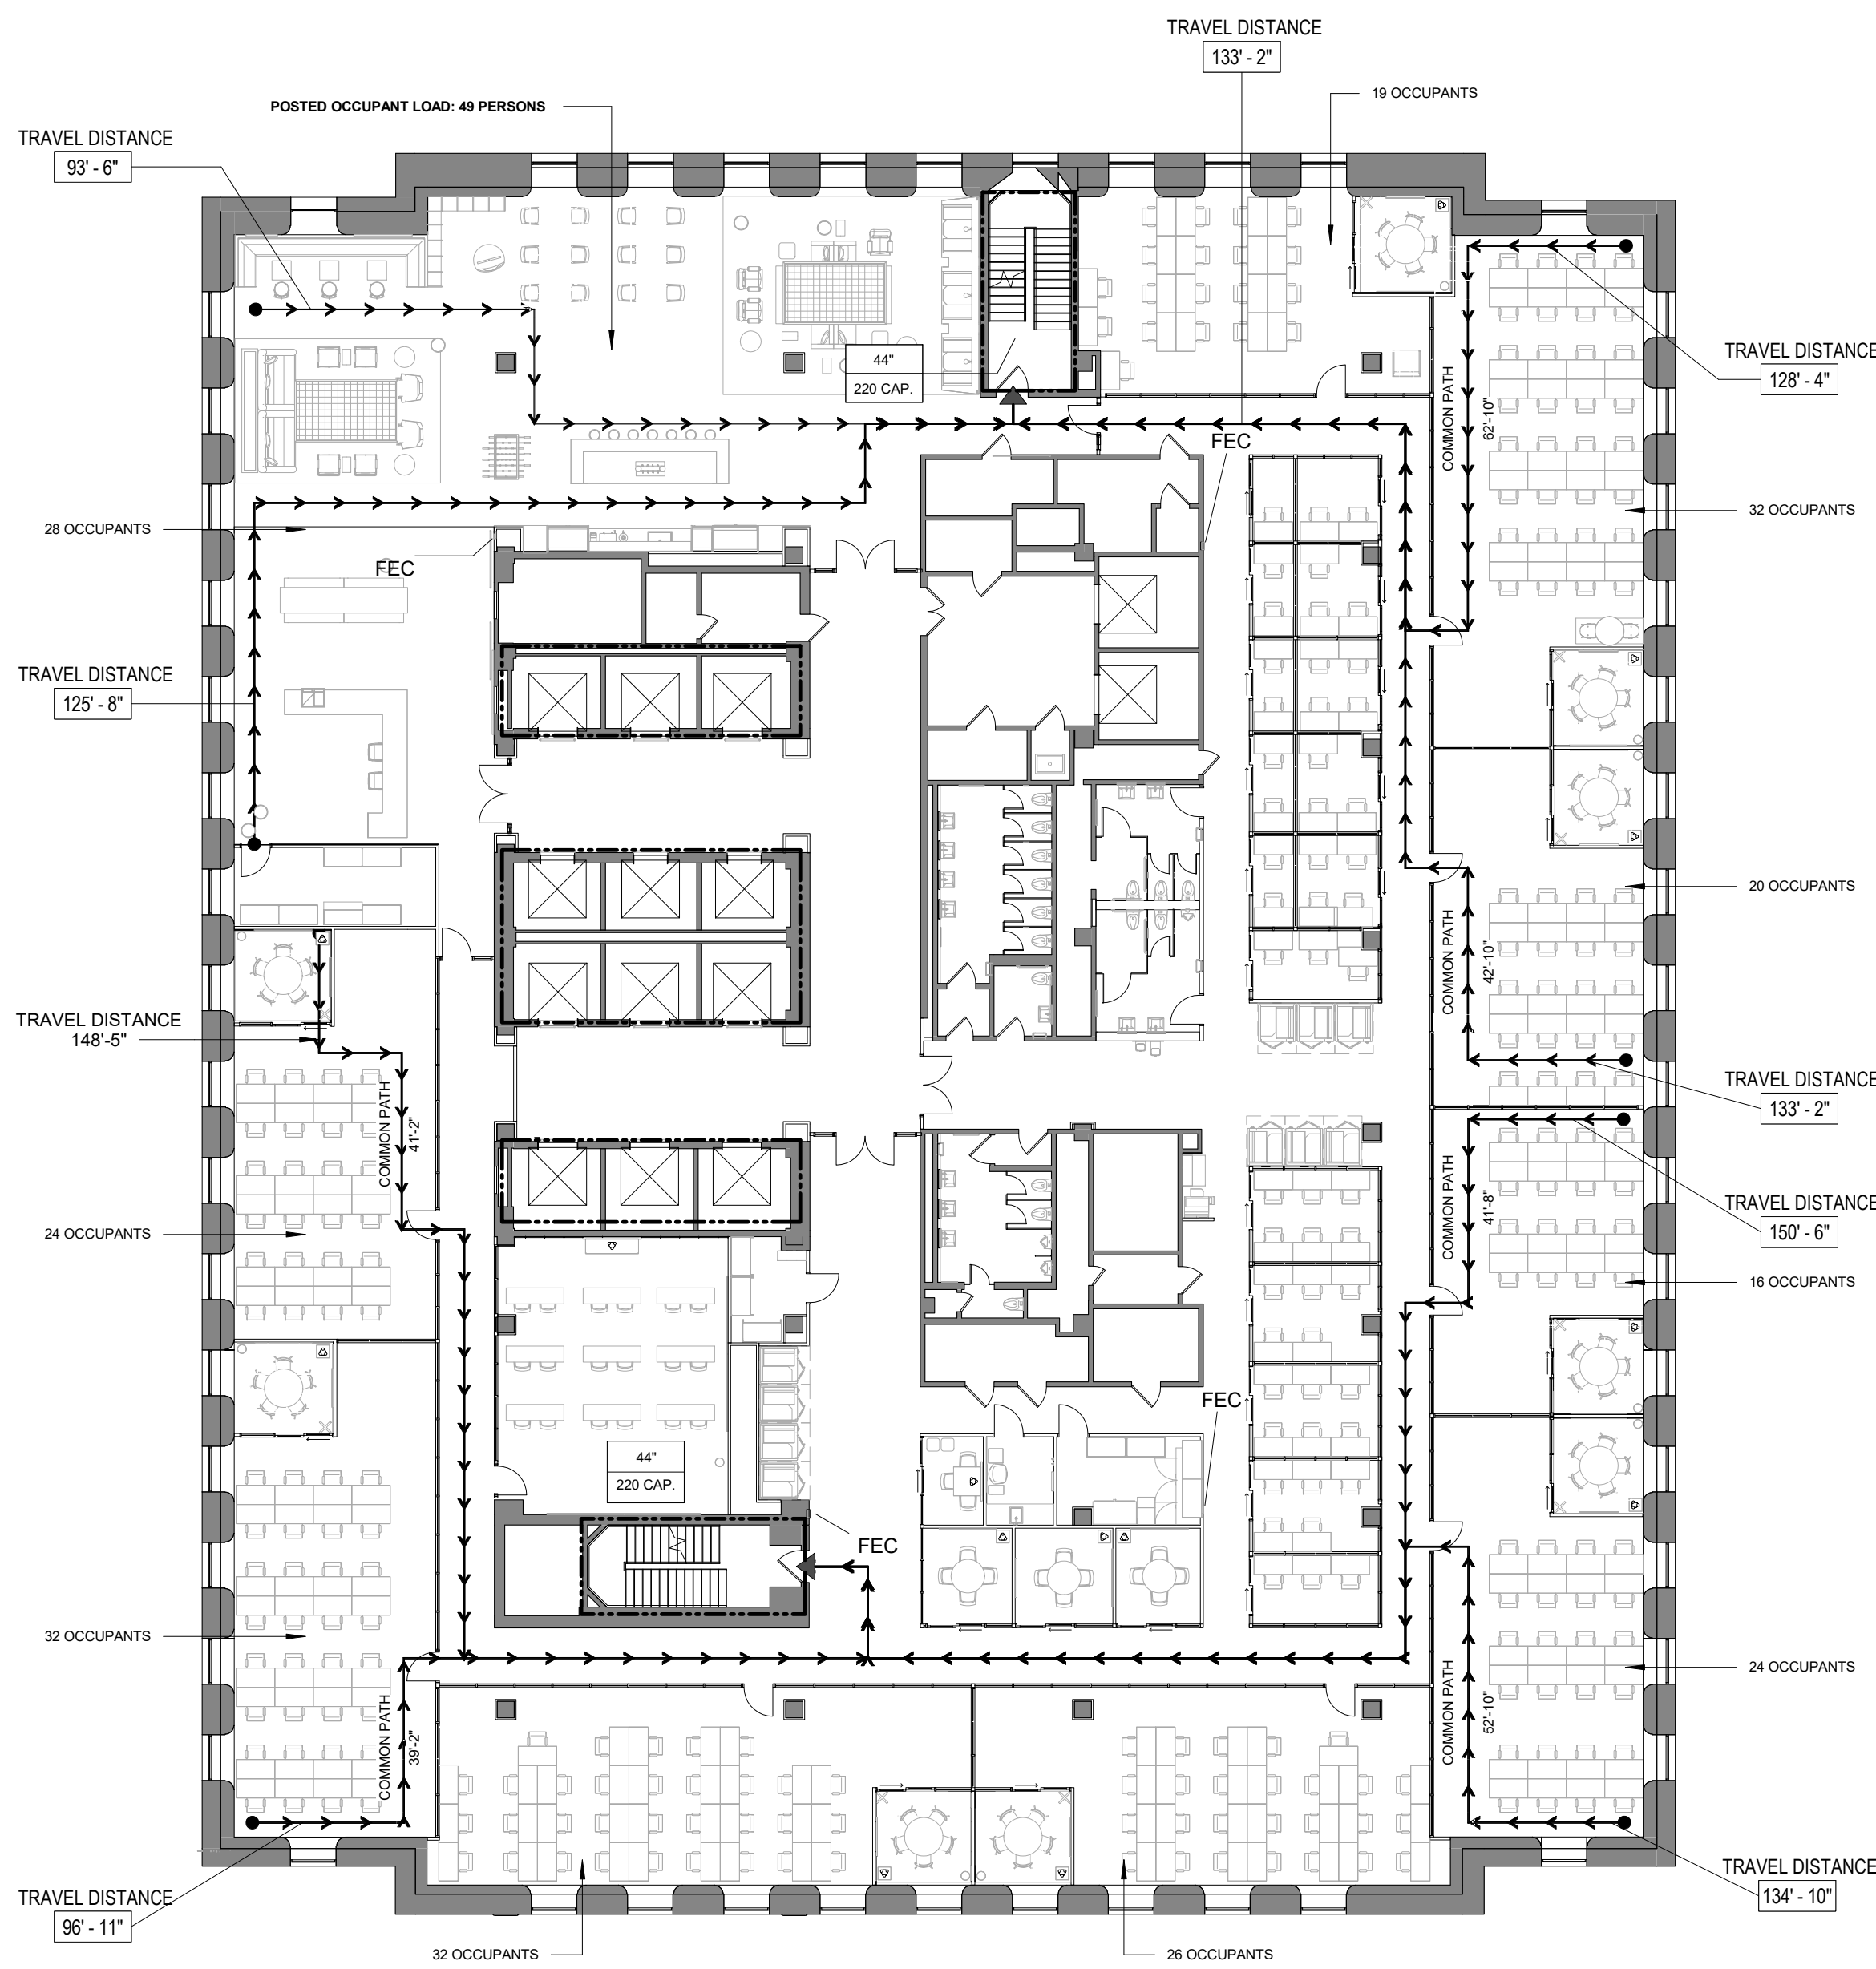 TRAVEL DISTANCE
133' - 2"
19 OCCUPANTS
POSTED OCCUPANT LOAD: 49 PERSONS
TRAVEL DISTANCE
93' - 6"
44"
220 CAP.
TRAVEL DISTANCE
128' - 4"
COMMON PATH
62'-10"
FEC
32 OCCUPANTS
28 OCCUPANTS
FEC
TRAVEL DISTANCE
125' - 8"
20 OCCUPANTS
COMMON PATH
42'-10"
TRAVEL DISTANCE
148'-5"
TRAVEL DISTANCE
133' - 2"
COMMON PATH
41'-2"
COMMON PATH
41'-8"
TRAVEL DISTANCE
150' - 6"
24 OCCUPANTS
16 OCCUPANTS
FEC
44"
220 CAP.
FEC
32 OCCUPANTS
24 OCCUPANTS
COMMON PATH
39'-2"
COMMON PATH
52'-10"
TRAVEL DISTANCE
96' - 11"
TRAVEL DISTANCE
134' - 10"
32 OCCUPANTS
26 OCCUPANTS